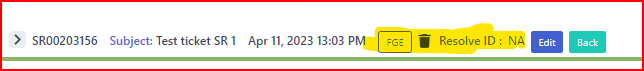 SR00203156 Subject: Test ticket SR 1 Apr 11, 2023 13:03 PM FGE Resolve ID : NA Edit Back